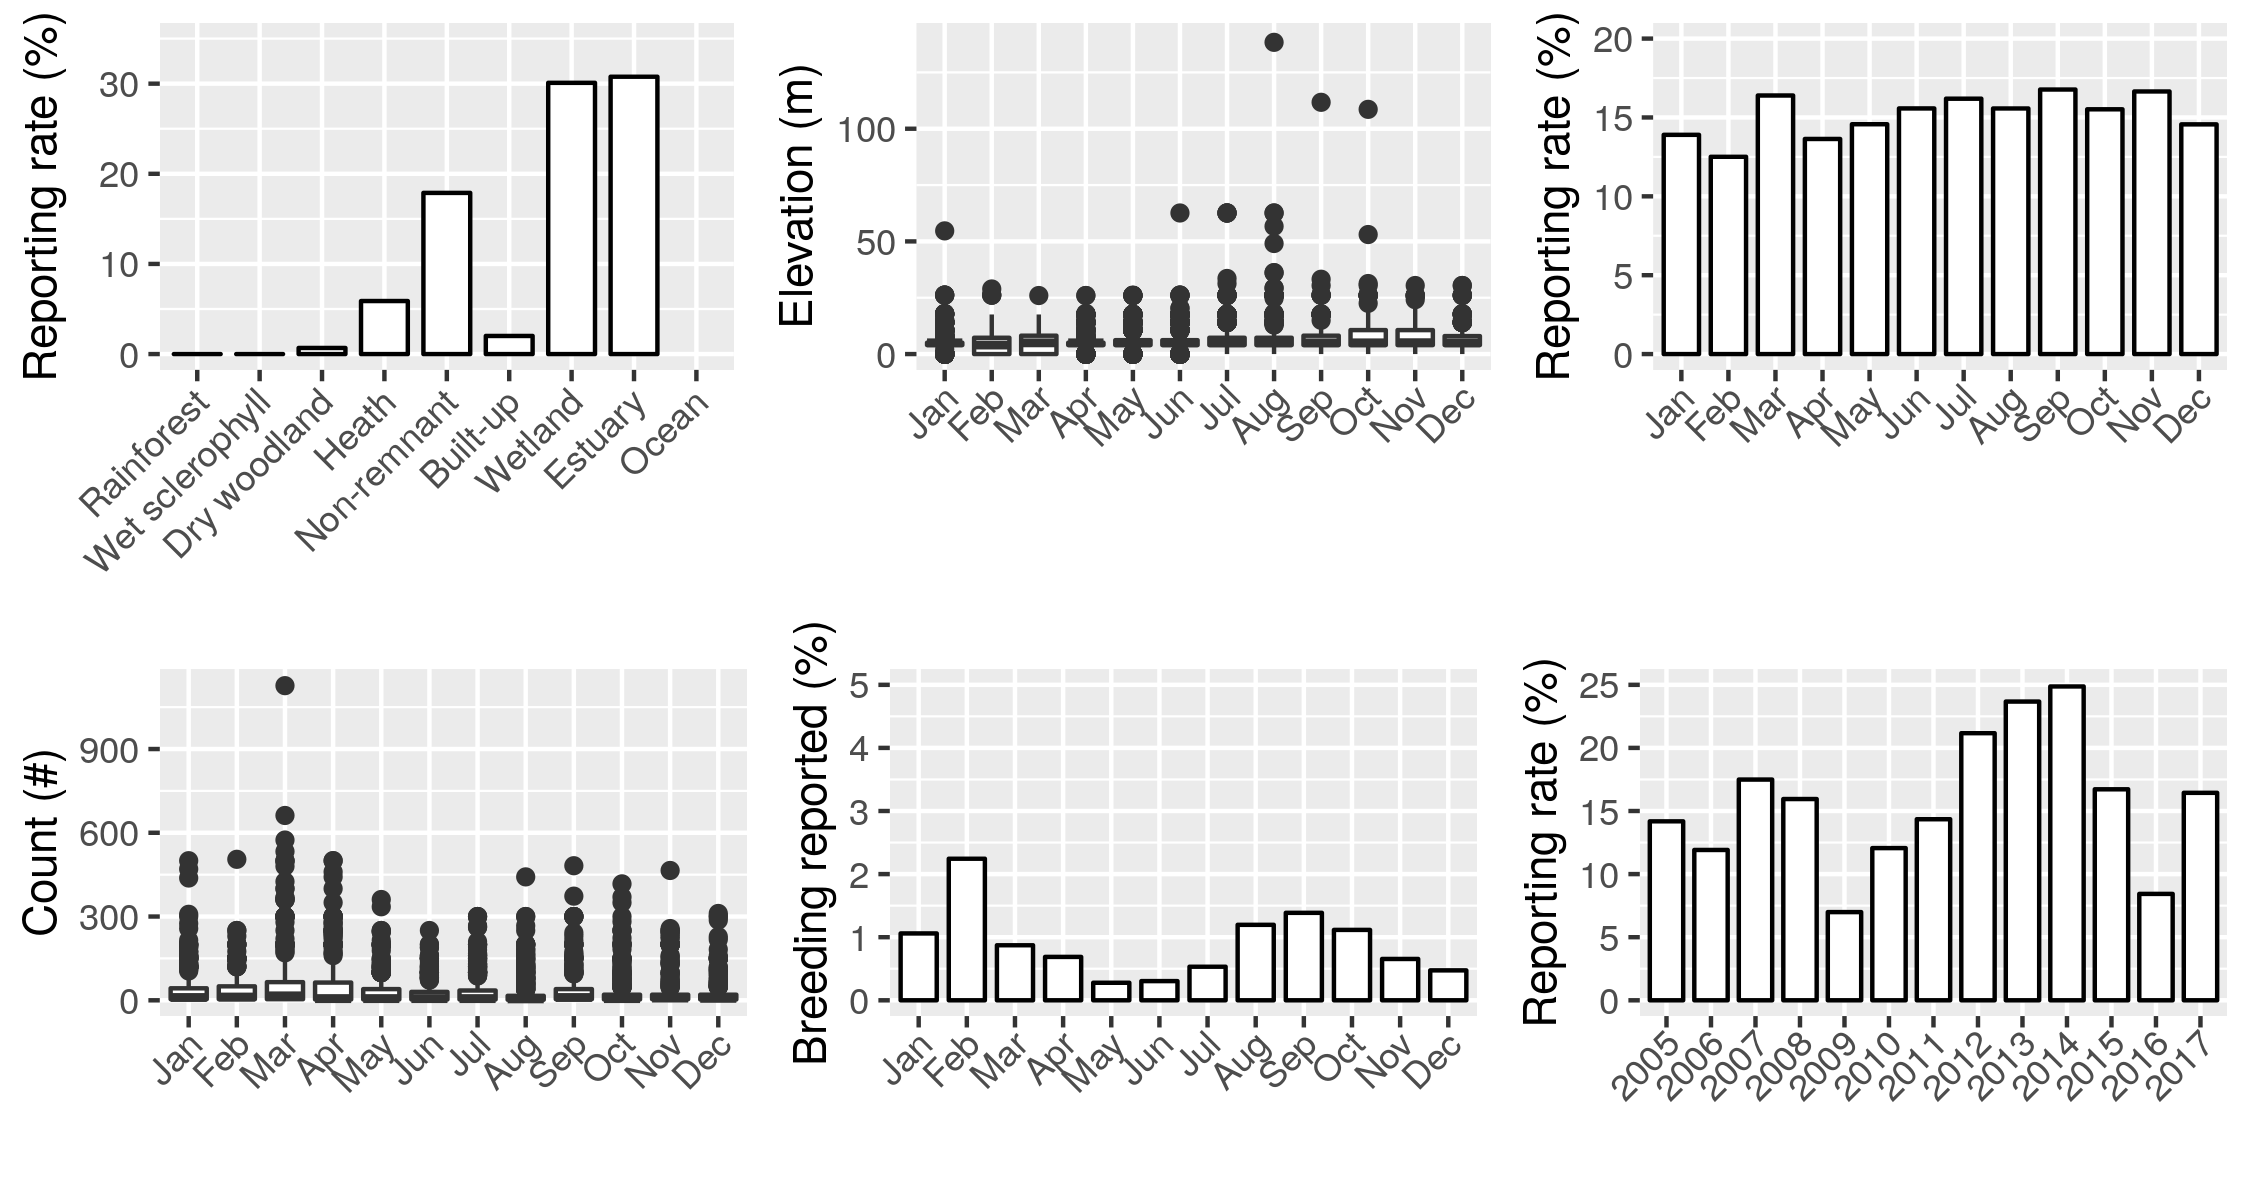 Reporting rate (%)
30
20
10
0
Rainforest
Wet sclerophyll
Dry woodland
Heath
Non-remnant
Built-up
Wetland
Estuary
Ocean
Elevation (m)
100
50
0
Jan
Feb
Mar
Apr
May
Jun
Jul
Aug
Sep
Oct
Nov
Dec
Reporting rate (%)
20
15
10
5
0
Jan
Feb
Mar
Apr
May
Jun
Jul
Aug
Sep
Oct
Nov
Dec
Count (#)
900
600
300
0
Jan
Feb
Mar
Apr
May
Jun
Jul
Aug
Sep
Oct
Nov
Dec
Breeding reported (%)
5
4
3
2
1
0
Jan
Feb
Mar
Apr
May
Jun
Jul
Aug
Sep
Oct
Nov
Dec
Reporting rate (%)
25
20
15
10
5
0
2005
2006
2007
2008
2009
2010
2011
2012
2013
2014
2015
2016
2017